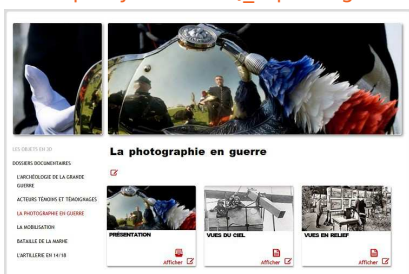 LES OBJETS EN 3D
DOSSIERS DOCUMENTAIRES
L'ARCHÉOLOGIE DE LA GRANDE
GUERRE
ACTEURS TÉMOINS ET TÉMOIGNAGES
LA PHOTOGRAPHIE EN GUERRE
LA MOBILISATION
BATAILLE DE LA MARNE
L'ARTILLERIE EN 14/18
La photographie en guerre
PRÉSENTATION
Afficher
VUES DU CIEL
Afficher
VUES EN RELIEF
Afficher